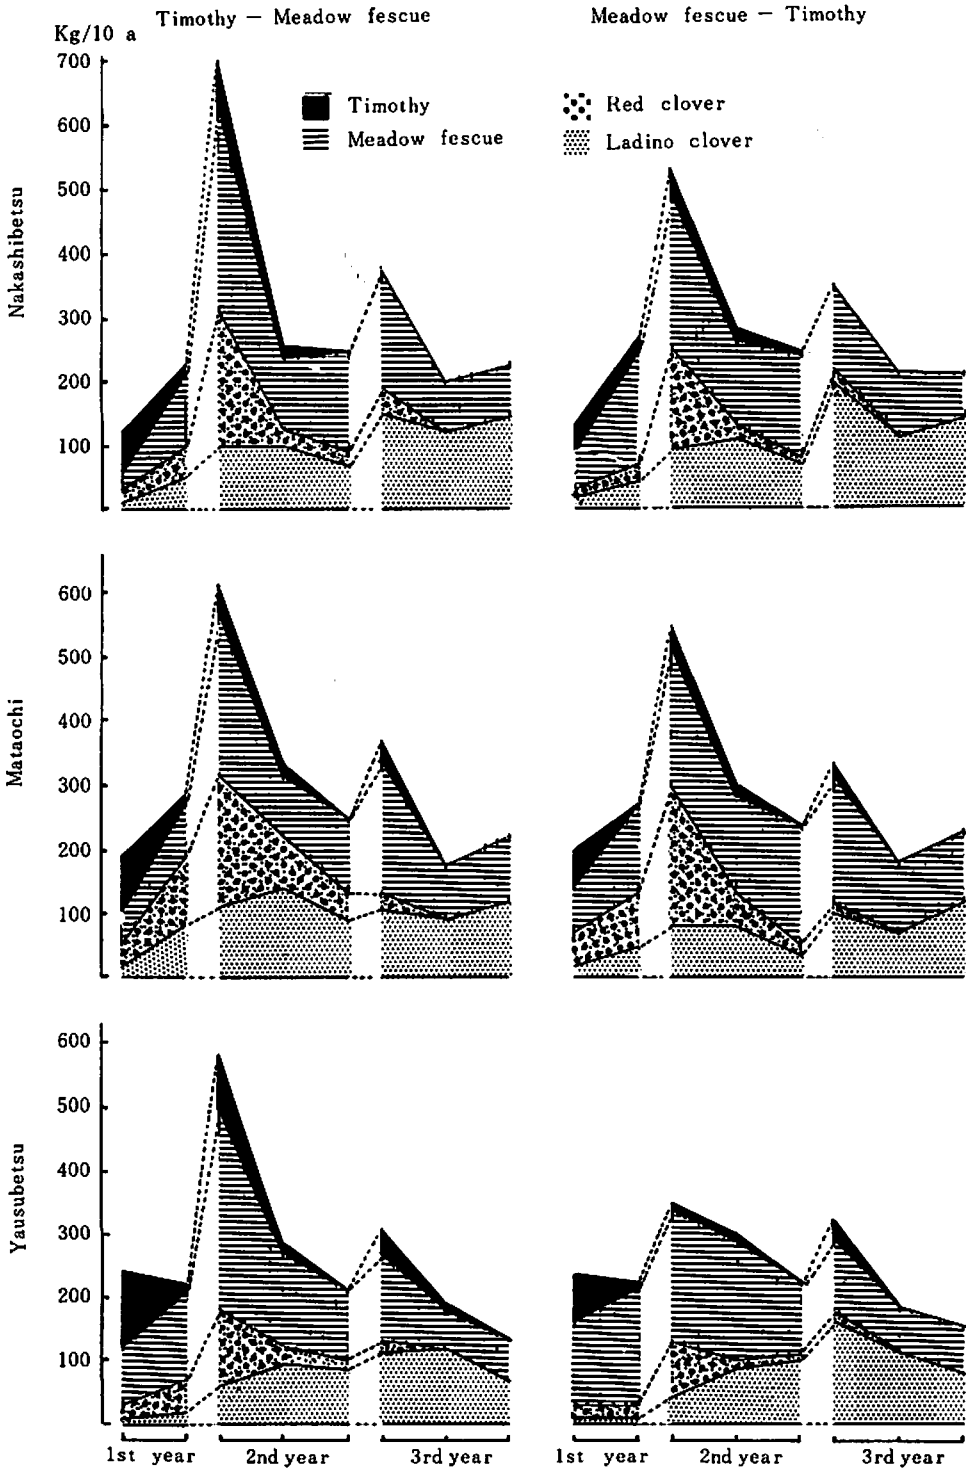 Timothy — Meadow fescue
Meadow fescue — Timothy
Kg/10 a
700
600
500
400
300
200
100
Nakashibetsu
Timothy
Meadow fescue
Red clover
Ladino clover
600
500
400
300
200
100
Mataochi
600
500
400
300
200
100
Yausubetsu
1st year
2nd year
3rd year
1st year
2nd year
3rd year